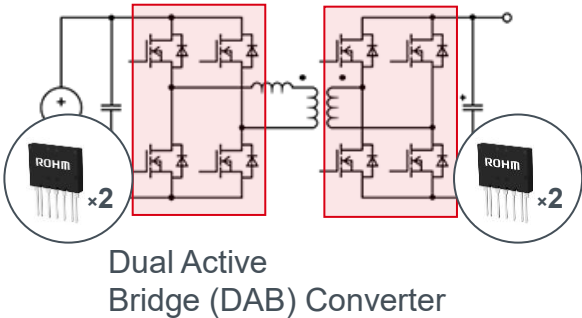 ROHM
×2
ROHM
×2
Dual Active
Bridge (DAB) Converter